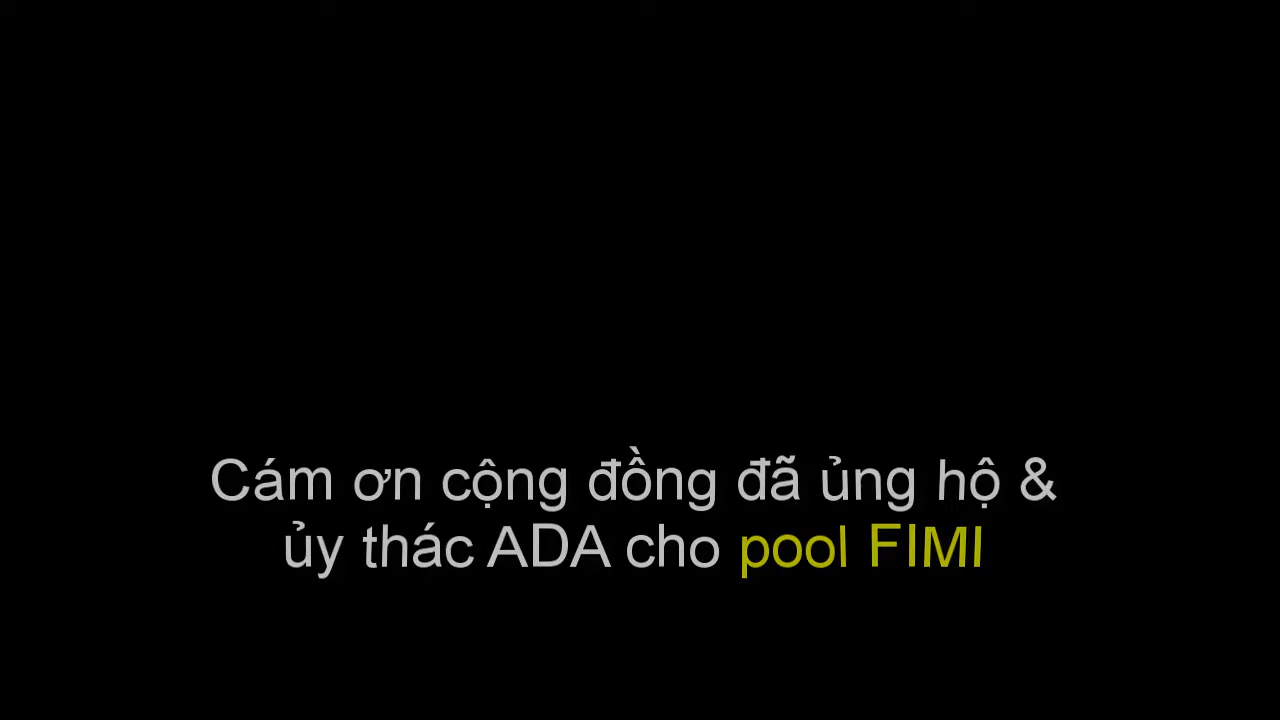 Cám ơn cộng đồng đã ủng hộ &
ủy thác ADA cho pool FIMI